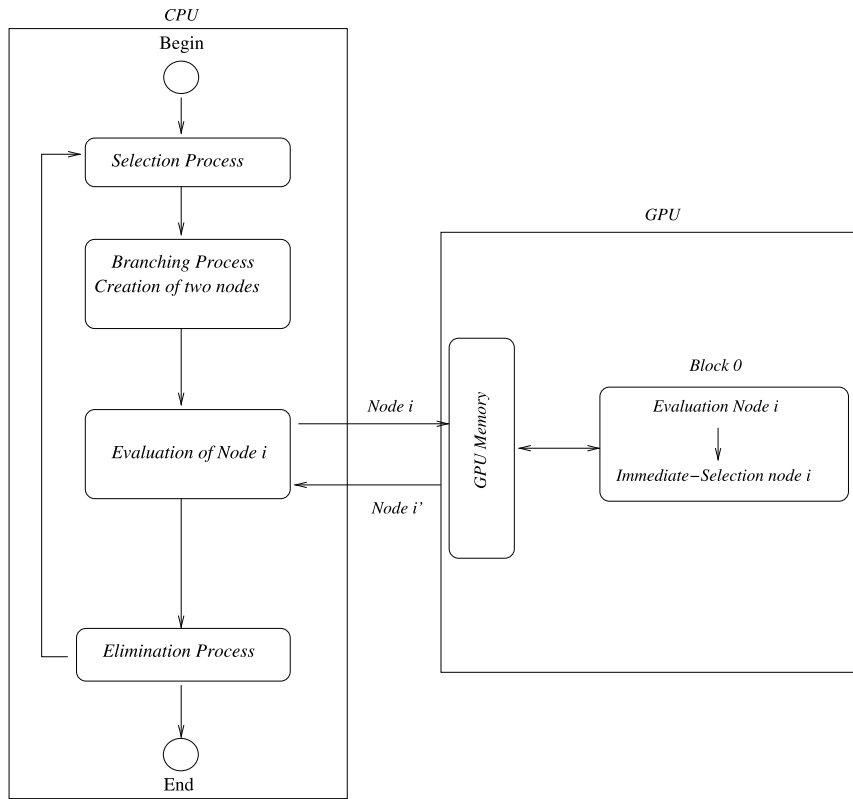 CPU
Begin
Selection Process
Branching Process
Creation of two nodes
Evaluation of Node i
Elimination Process
End
Node i
Node i’
GPU
GPU Memory
Block 0
Evaluation Node i
Immediate−Selection node i